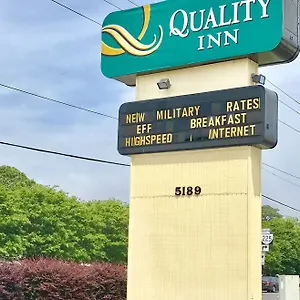 QUALITY
INN
NEW MILITARY RATES!
EFF BREAKFAST
HIGHSPEED INTERNET
5189